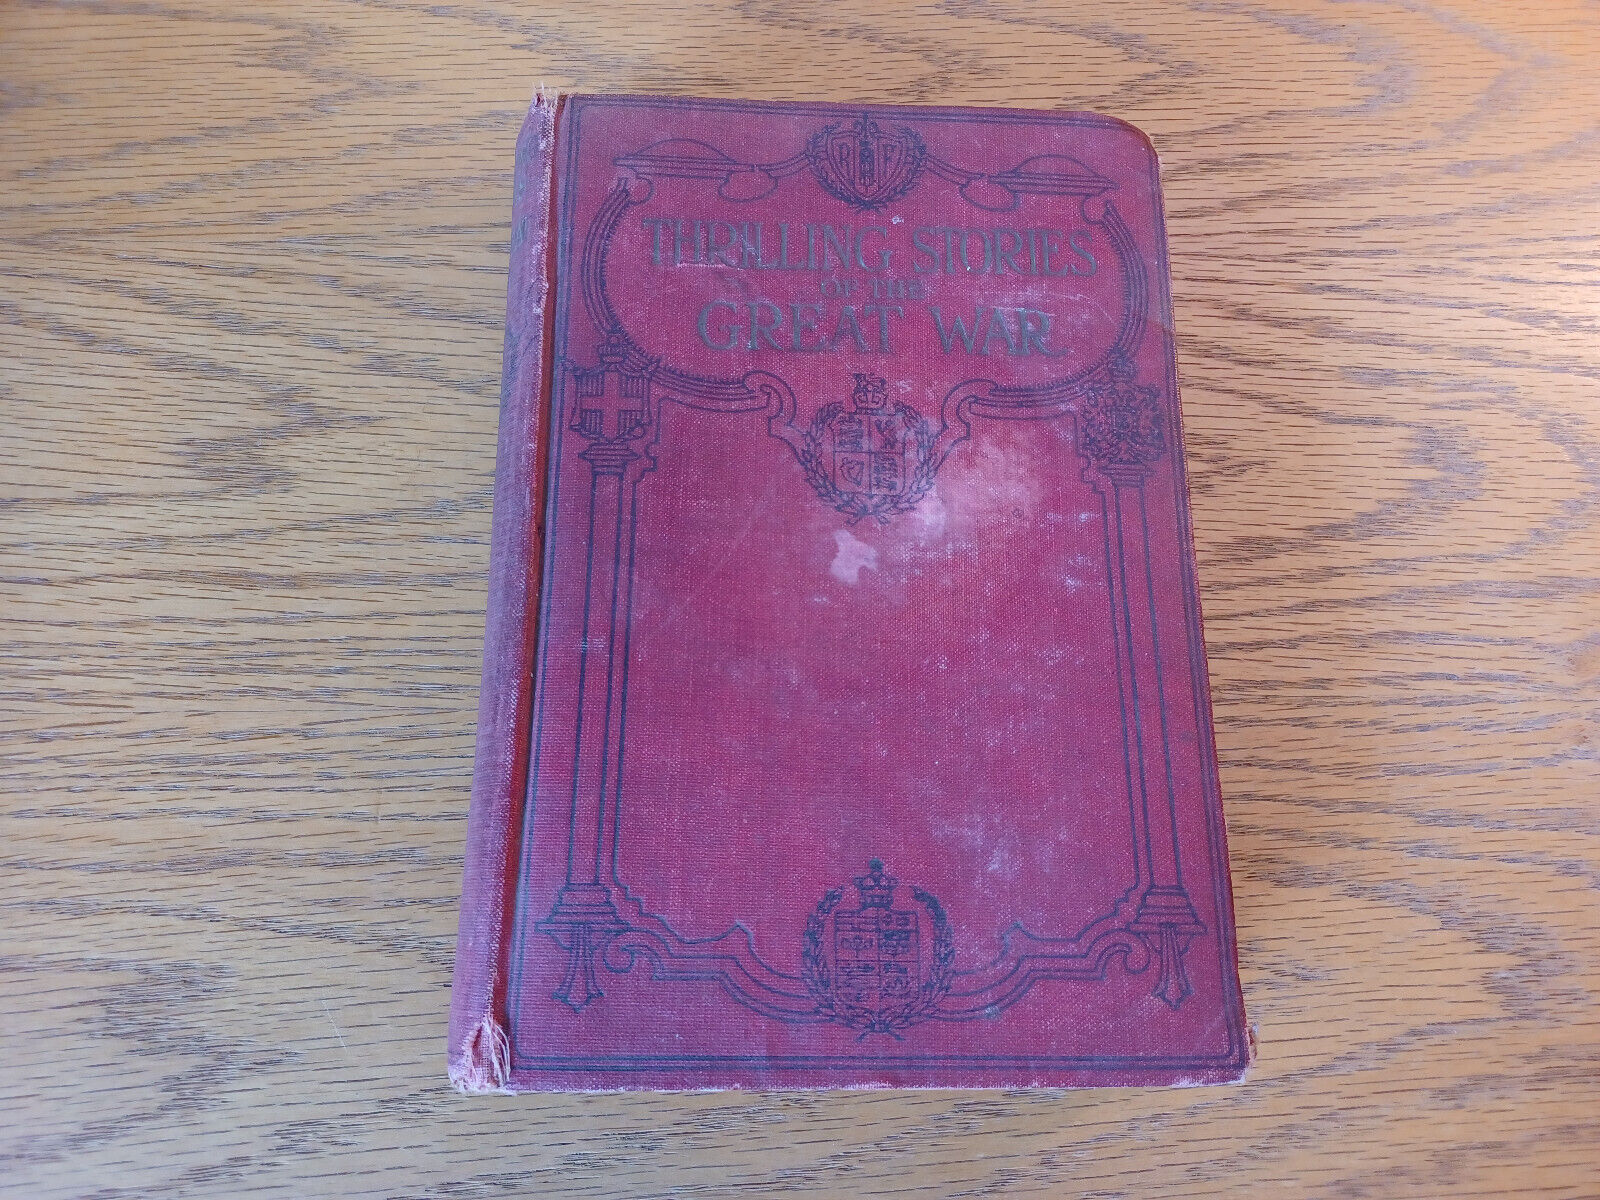 R F
THRILLING STORIES
OF THE
GREAT WAR